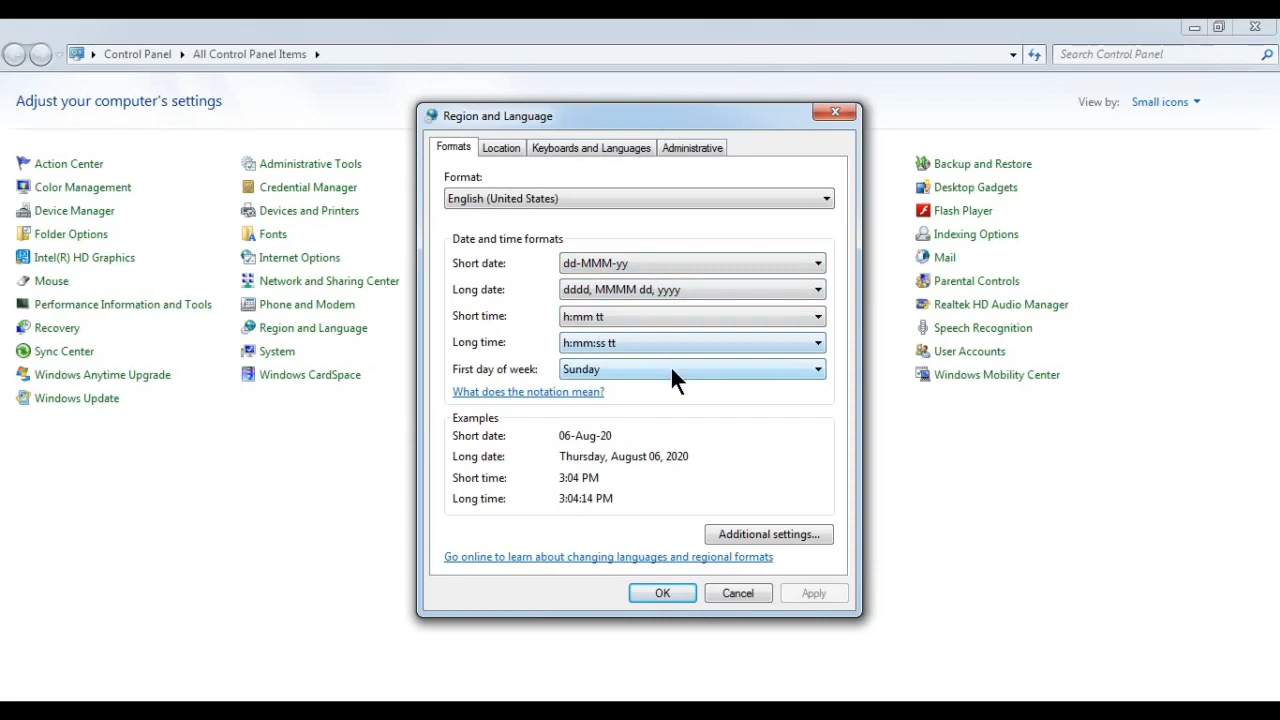 Control Panel
All Control Panel Items
Search Control Panel
Adjust your computer's settings
View by:
Small icons
Action Center
Color Management
Device Manager
Folder Options
Intel(R) HD Graphics
Mouse
Performance Information and Tools
Recovery
Sync Center
Windows Anytime Upgrade
Windows Update
Administrative Tools
Credential Manager
Devices and Printers
Fonts
Internet Options
Network and Sharing Center
Phone and Modem
Region and Language
System
Windows CardSpace
Region and Language
Formats
Location
Keyboards and Languages
Administrative
Format:
English (United States)
Date and time formats
Short date:
dd-MMM-yy
Long date:
dddd, MMMM dd, yyyy
Short time:
h:mm tt
Long time:
h:mm:ss tt
First day of week:
Sunday
What does the notation mean?
Examples
Short date:
06-Aug-20
Long date:
Thursday, August 06, 2020
Short time:
3:04 PM
Long time:
3:04:14 PM
Additional settings...
Go online to learn about changing languages and regional formats
OK
Cancel
Apply
Backup and Restore
Desktop Gadgets
Flash Player
Indexing Options
Mail
Parental Controls
Realtek HD Audio Manager
Speech Recognition
User Accounts
Windows Mobility Center